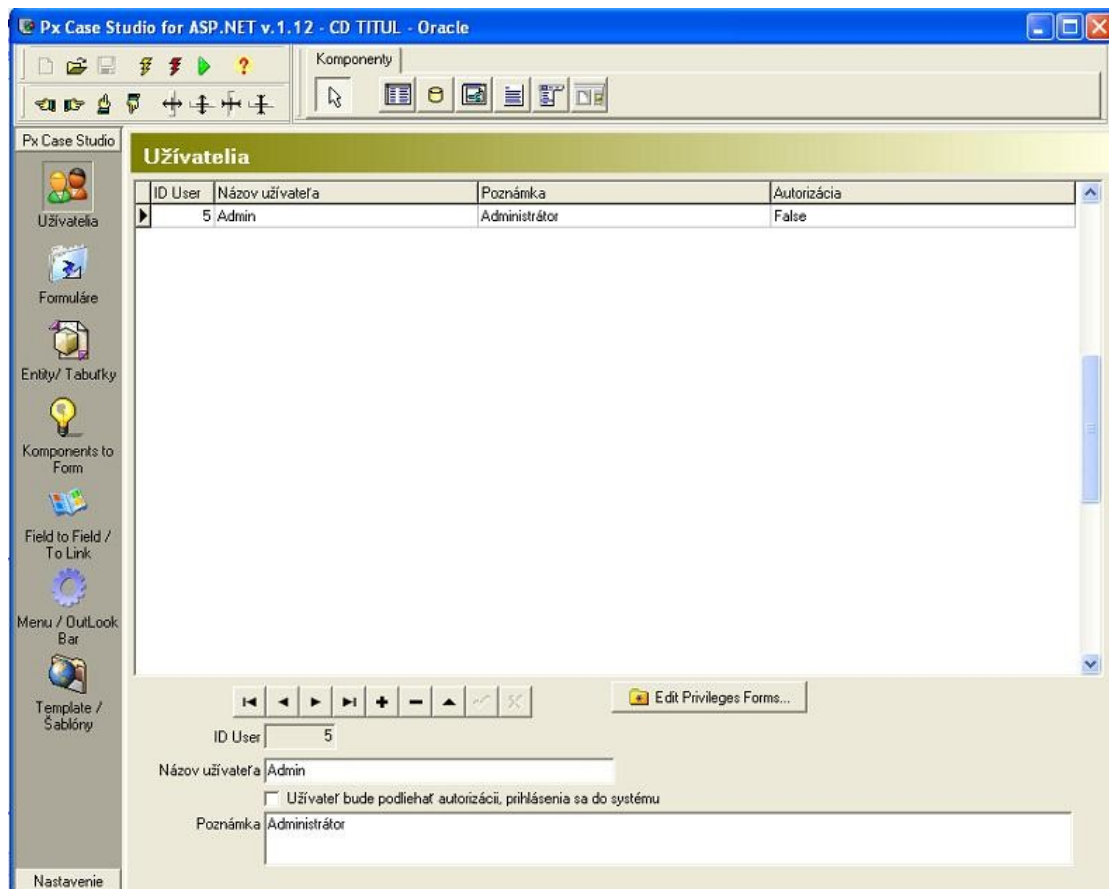 Px Case Studio for ASP.NET v.1.12 - CD TITUL - Oracle
Komponenty
Px Case Studio
Užívatelia
Formuláre
Entity/ Tabuľky
Komponents to
Form
Field to Field /
To Link
Menu / OutLook
Bar
Template /
Šablóny
Nastavenie
Užívatelia
ID User Názov užívateľa Poznámka Autorizácia
5 Admin Administrátor False
Edit Privileges Forms...
ID User 5
Názov užívateľa Admin
Užívateľ bude podliehať autorizácii, prihlásenia sa do systému
Poznámka Administrátor